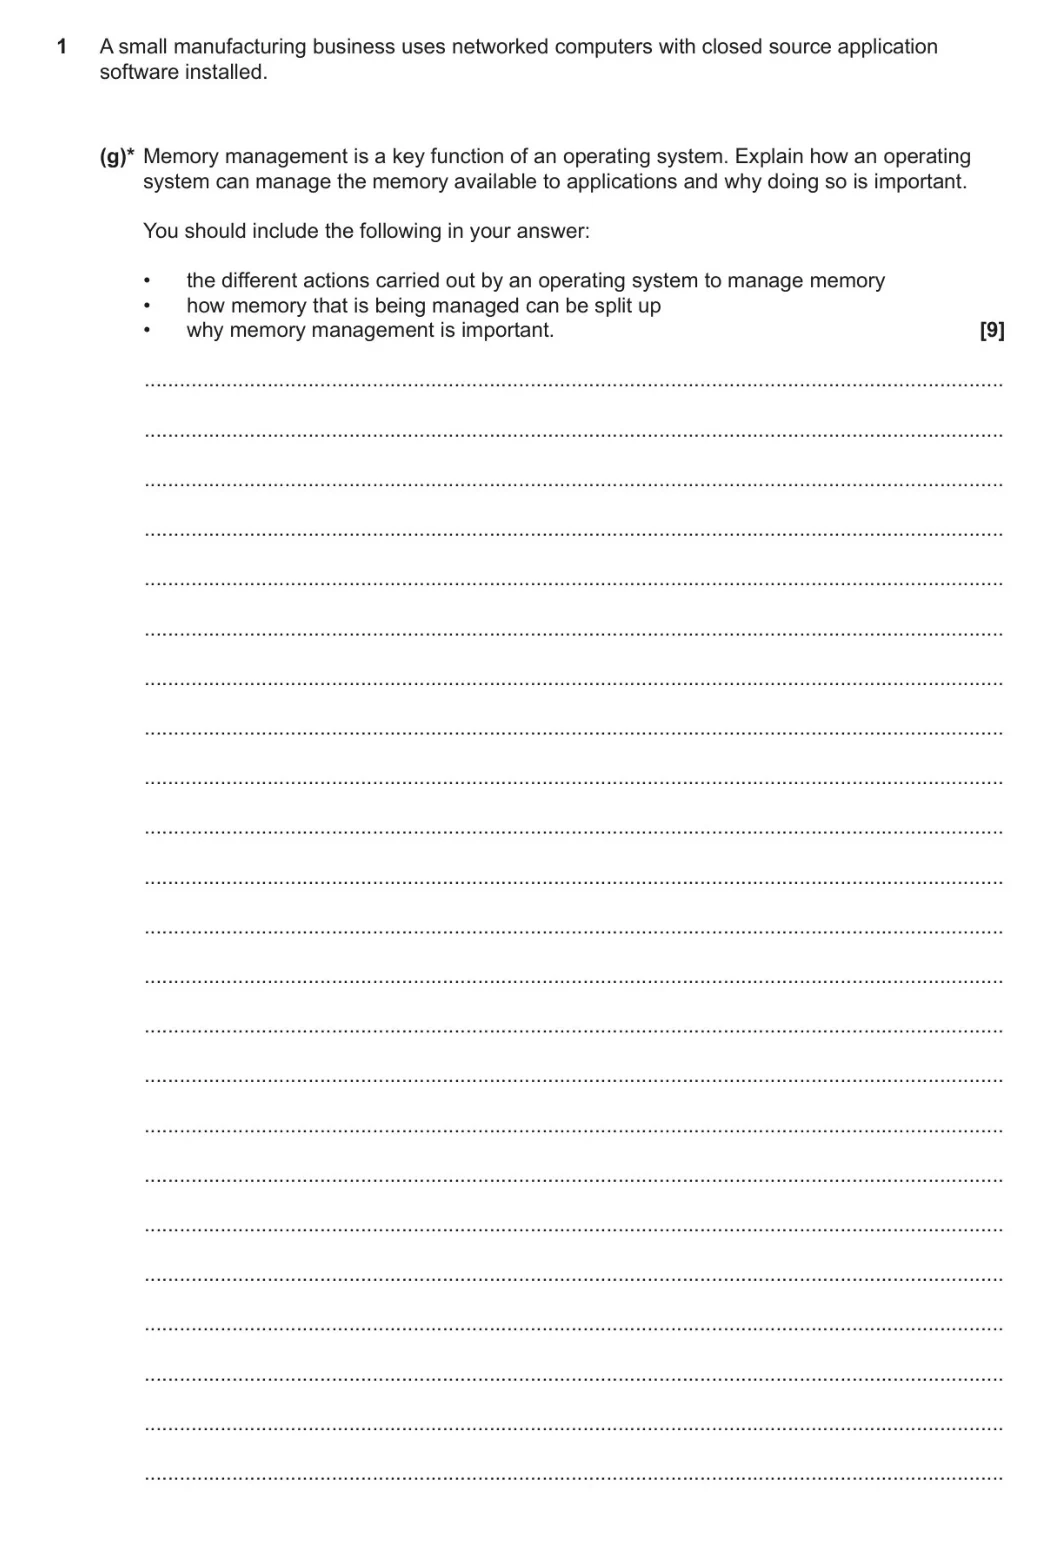 1 A small manufacturing business uses networked computers with closed source application
software installed.
(g)* Memory management is a key function of an operating system. Explain how an operating
system can manage the memory available to applications and why doing so is important.
You should include the following in your answer:
• the different actions carried out by an operating system to manage memory
• how memory that is being managed can be split up
• why memory management is important. [9]